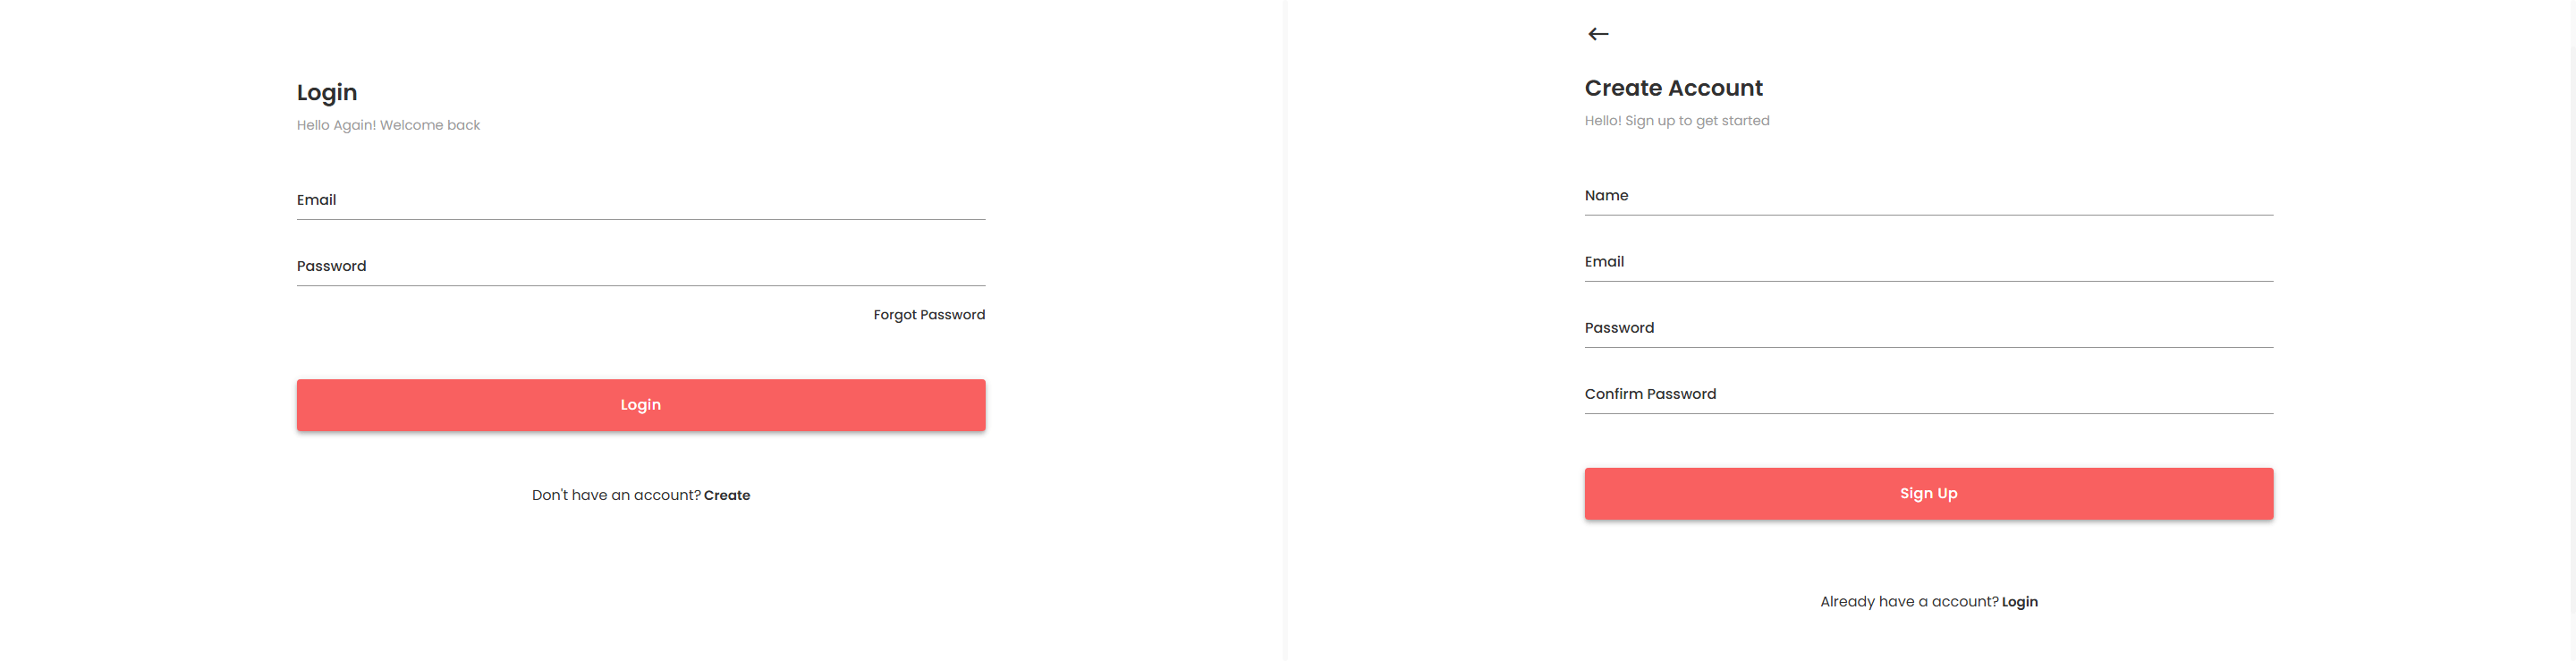 Login
Hello Again! Welcome back
Email
Password
Forgot Password
Login
Don't have an account? Create
Create Account
Hello! Sign up to get started
Name
Email
Password
Confirm Password
Sign Up
Already have a account? Login